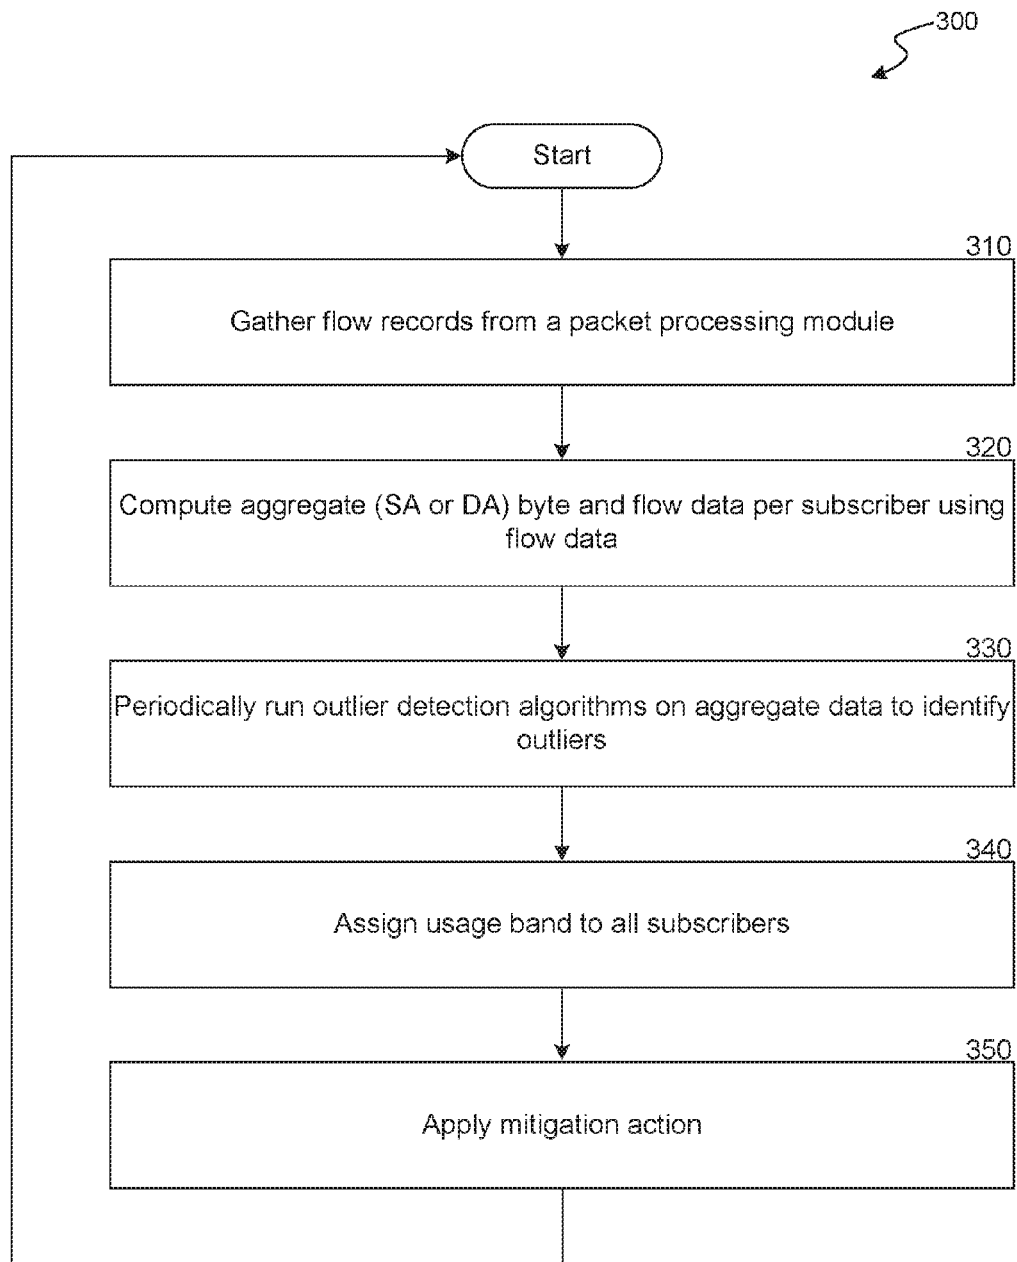 300
Start
310
Gather flow records from a packet processing module
320
Compute aggregate (SA or DA) byte and flow data per subscriber using
flow data
330
Periodically run outlier detection algorithms on aggregate data to identify
outliers
340
Assign usage band to all subscribers
350
Apply mitigation action